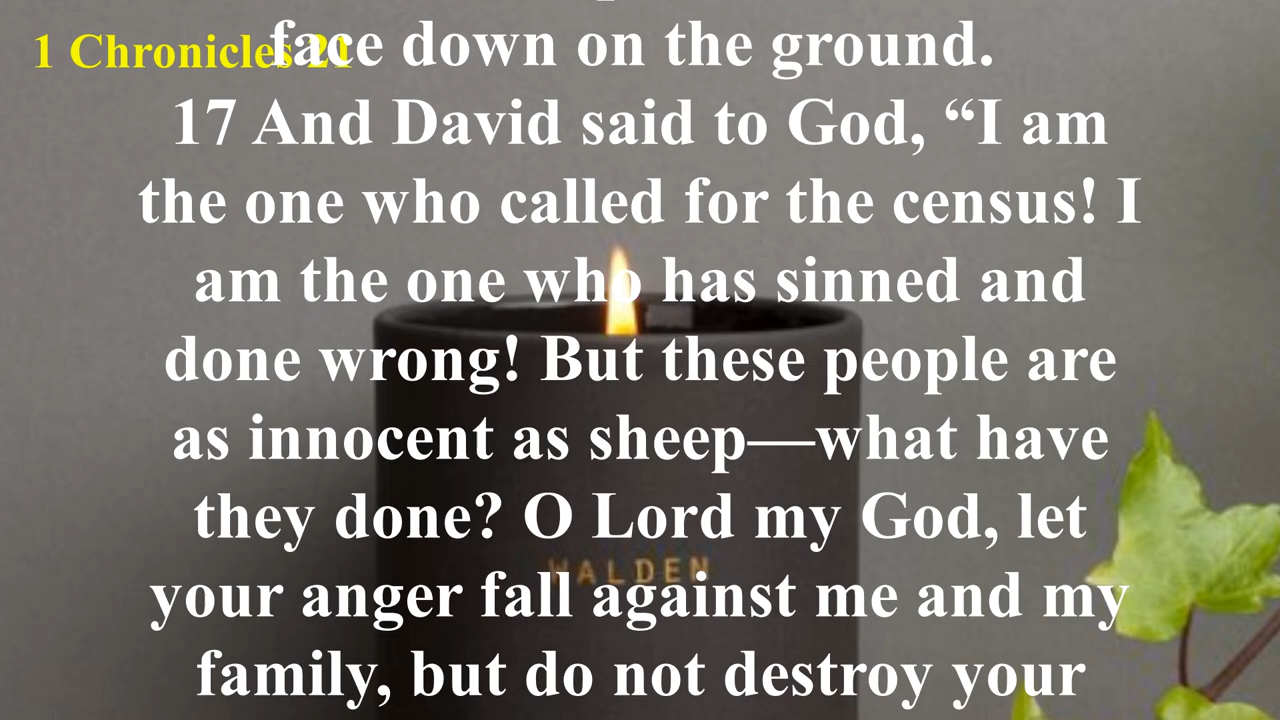 1 Chronicles 21
face down on the ground.
17 And David said to God, “I am
the one who called for the census! I
am the one who has sinned and
done wrong! But these people are
as innocent as sheep—what have
they done? O Lord my God, let
WALDEN
your anger fall against me and my
family, but do not destroy your